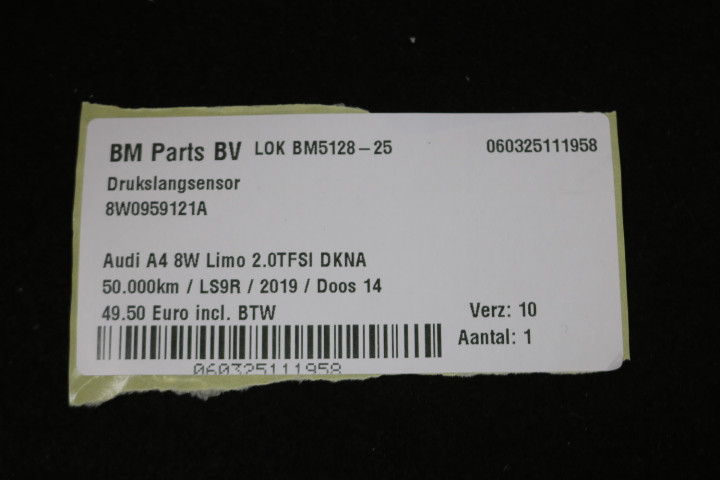 BM Parts BV LOK BM5128-25 060325111958
Drukslangsensor
8W0959121A
Audi A4 8W Limo 2.0TFSI DKNA
50.000km / LS9R / 2019 / Doos 14
49.50 Euro incl. BTW Verz: 10
Aantal: 1
060325111958